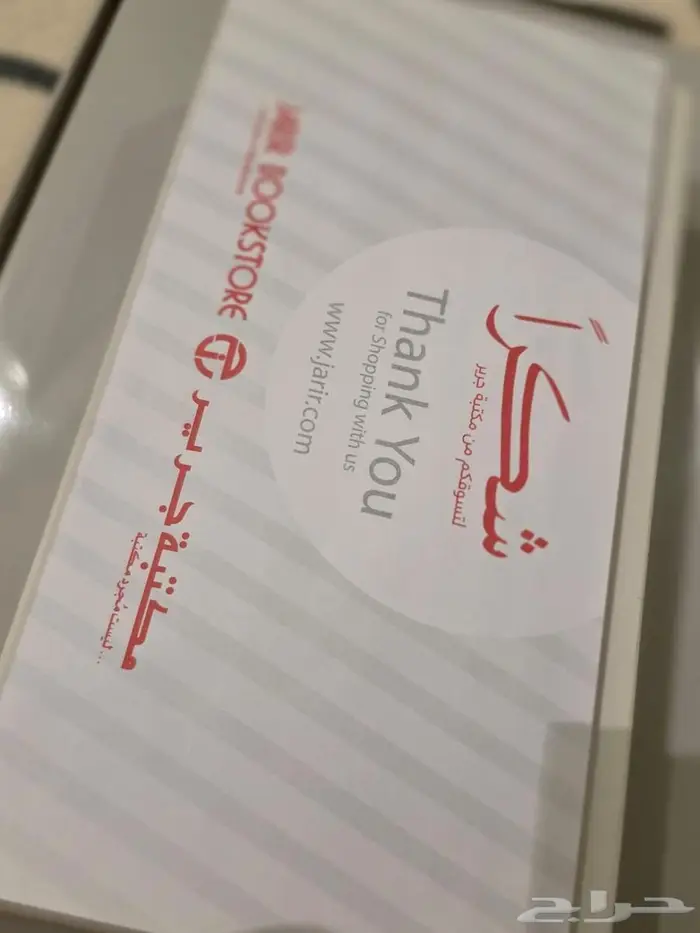 شكراً
لتسوقكم من مكتبة جرير
Thank You
for Shopping with us
www.jarir.com
JARIR BOOKSTORE
مكتبة جرير
...ليست مجرد مكتبة
حراج